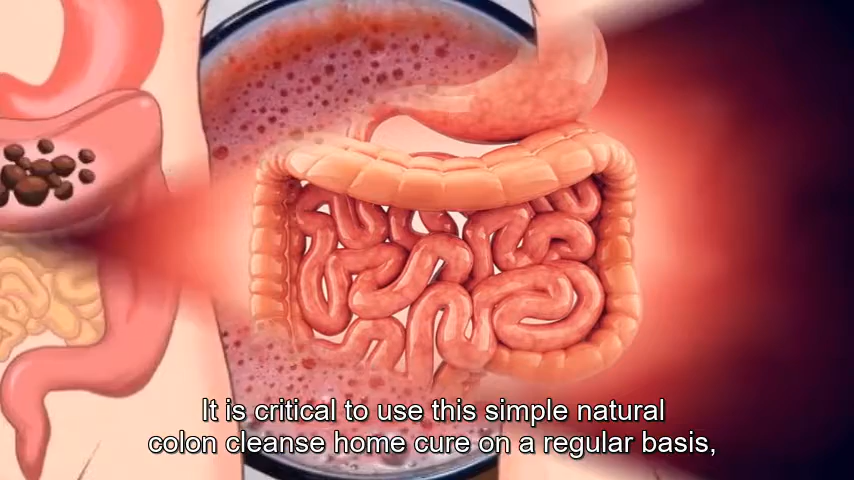 It is critical to use this simple natural
colon cleanse home cure on a regular basis,